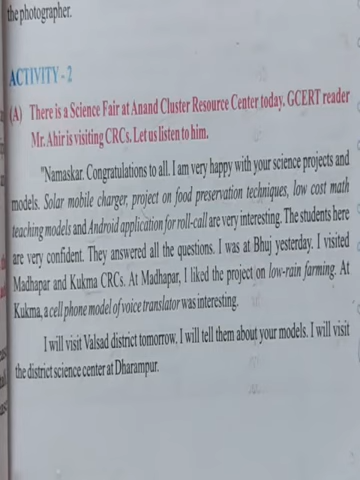 the photographer.
ACTIVITY - 2
(A) There is a Science Fair at Anand Cluster Resource Center today. GCERT reader
Mr. Ahir is visiting CRCs. Let us listen to him.
"Namaskar. Congratulations to all. I am very happy with your science projects and
models. Solar mobile charger, project on food preservation techniques, low cost math
teaching models and Android application for roll-call are very interesting. The students here
are very confident. They answered all the questions. I was at Bhuj yesterday. I visited
Madhapar and Kukma CRCs. At Madhapar, I liked the project on low-rain farming. At
Kukma, a cell phone model of voice translator was interesting.
I will visit Valsad district tomorrow. I will tell them about your models. I will visit
the district science center at Dharampur.